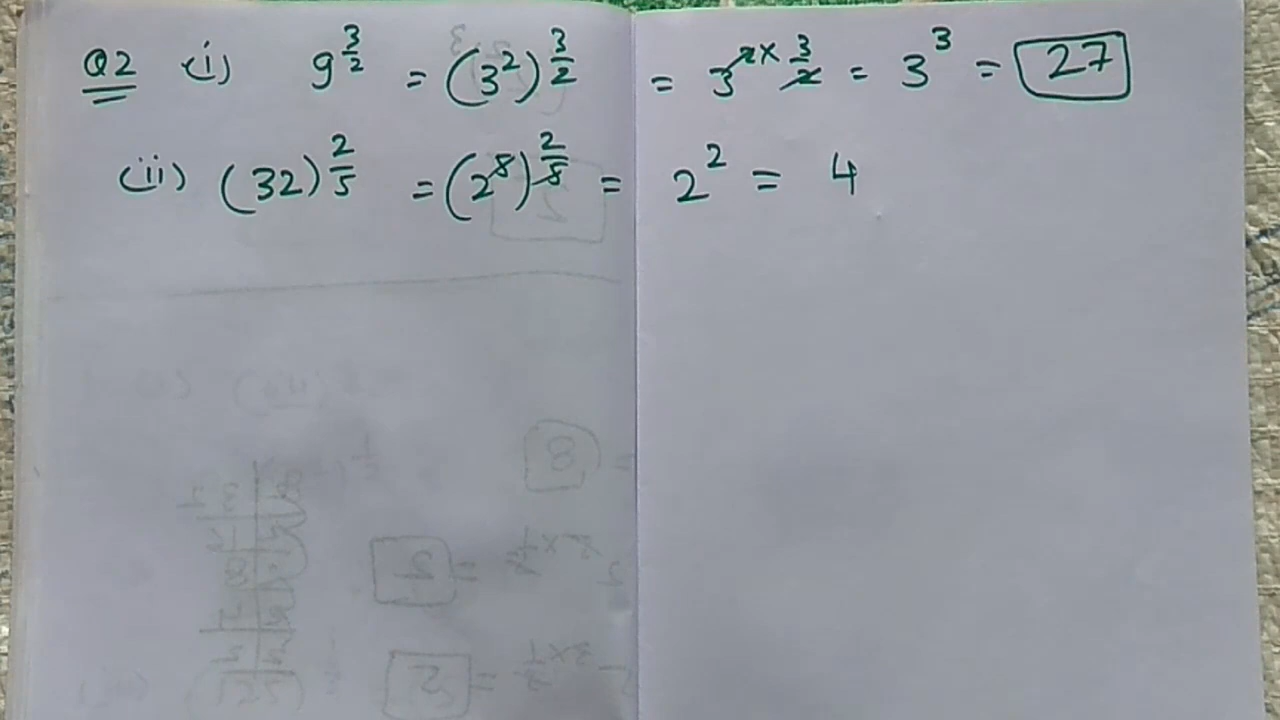 Q2 (i) 9^{3/2} = (3^2)^{3/2} = 3^{2 × 3/2} = 3^3 = 27
(ii) (32)^{2/5} = (2^5)^{2/5} = 2^2 = 4